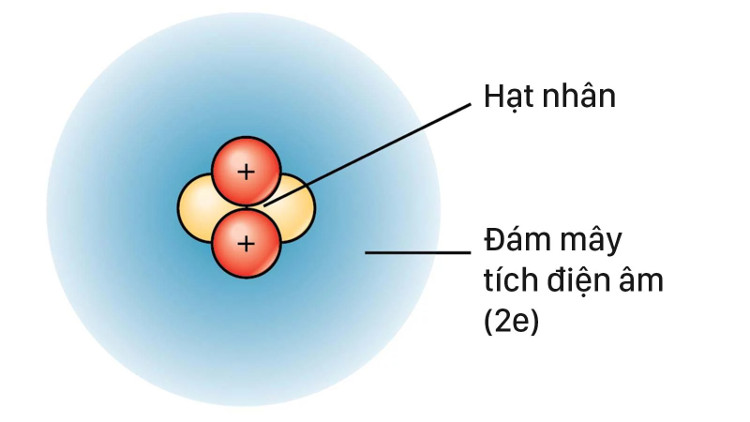 +
+
Hạt nhân
Đám mây
tích điện âm
(2e)